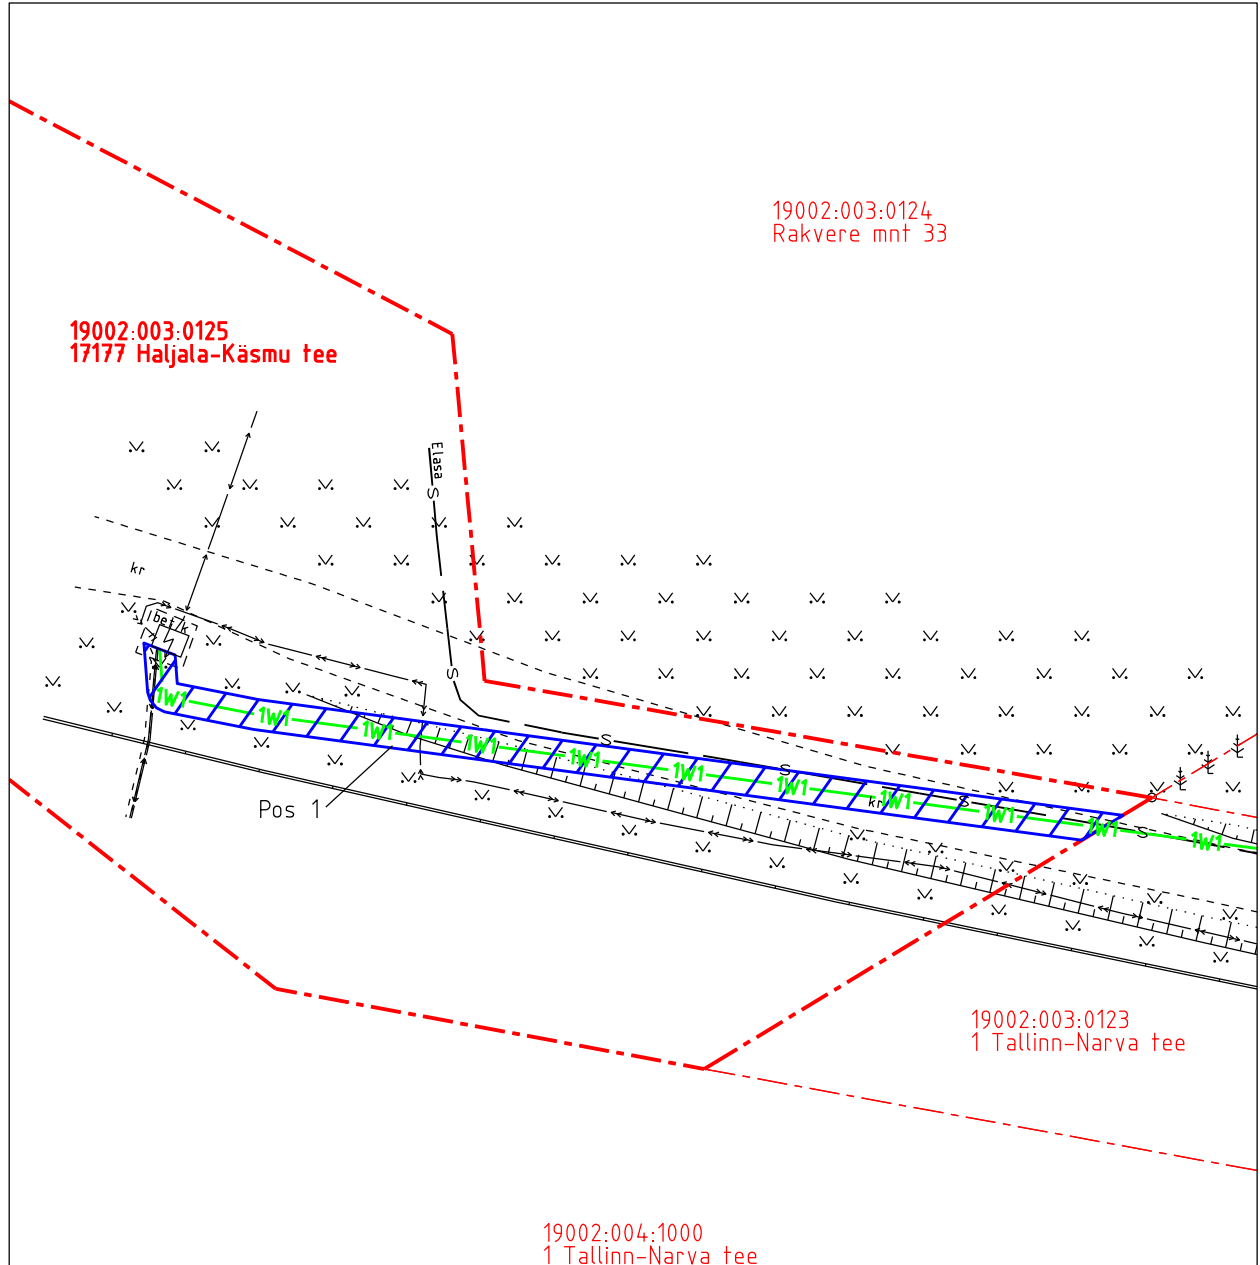 19002:003:0124
Rakvere mnt 33
19002:003:0125
17177 Haljala-Käsmu tee
Elasa
S
kr
bet/k
S
1W1
1W1
1W1
1W1
1W1
1W1
1W1
1W1
1W1
1W1
1W1
S
S
S
S
kr
Pos 1
19002:003:0123
1 Tallinn-Narva tee
19002:004:1000
1 Tallinn-Narva tee